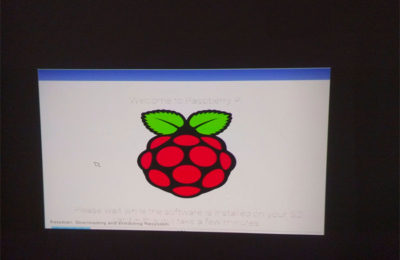 Welcome to Raspberry Pi
Please wait while the software is installed on your SD
Raspbian: Downloading and extracting filesystem
take a few minutes